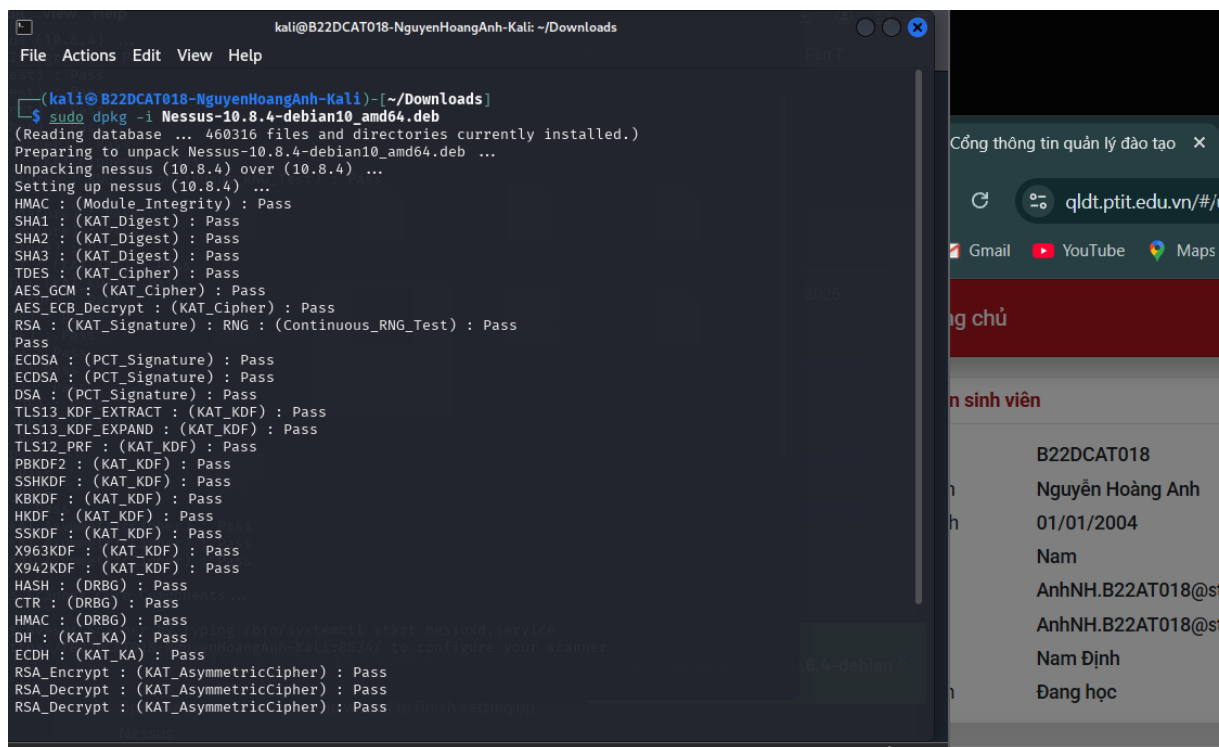 kali@B22DCAT018-NguyenHoangAnh-Kali: ~/Downloads
File Actions Edit View Help
(kali㉿B22DCAT018-NguyenHoangAnh-Kali)-[~/Downloads]
$ sudo dpkg -i Nessus-10.8.4-debian10_amd64.deb
(Reading database ... 460316 files and directories currently installed.)
Preparing to unpack Nessus-10.8.4-debian10_amd64.deb ...
Unpacking nessus (10.8.4) over (10.8.4) ...
Setting up nessus (10.8.4) ...
HMAC : (Module_Integrity) : Pass
SHA1 : (KAT_Digest) : Pass
SHA2 : (KAT_Digest) : Pass
SHA3 : (KAT_Digest) : Pass
TDES : (KAT_Cipher) : Pass
AES_GCM : (KAT_Cipher) : Pass
AES_ECB_Decrypt : (KAT_Cipher) : Pass
RSA : (KAT_Signature) : RNG : (Continuous_RNG_Test) : Pass
Pass
ECDSA : (PCT_Signature) : Pass
ECDSA : (PCT_Signature) : Pass
DSA : (PCT_Signature) : Pass
TLS13_KDF_EXTRACT : (KAT_KDF) : Pass
TLS13_KDF_EXPAND : (KAT_KDF) : Pass
TLS12_PRF : (KAT_KDF) : Pass
PBKDF2 : (KAT_KDF) : Pass
SSHKDF : (KAT_KDF) : Pass
KBKDF : (KAT_KDF) : Pass
HKDF : (KAT_KDF) : Pass
SSKDF : (KAT_KDF) : Pass
X963KDF : (KAT_KDF) : Pass
X942KDF : (KAT_KDF) : Pass
HASH : (DRBG) : Pass
CTR : (DRBG) : Pass
HMAC : (DRBG) : Pass
DH : (KAT_KA) : Pass
ECDH : (KAT_KA) : Pass
RSA_Encrypt : (KAT_AsymmetricCipher) : Pass
RSA_Decrypt : (KAT_AsymmetricCipher) : Pass
RSA_Decrypt : (KAT_AsymmetricCipher) : Pass
Cổng thông tin quản lý đào tạo
qldt.ptit.edu.vn/#/
Gmail YouTube Maps
chủ
sinh viên
B22DCAT018
Nguyễn Hoàng Anh
01/01/2004
Nam
AnhNH.B22AT018@st
AnhNH.B22AT018@st
Nam Định
Đang học